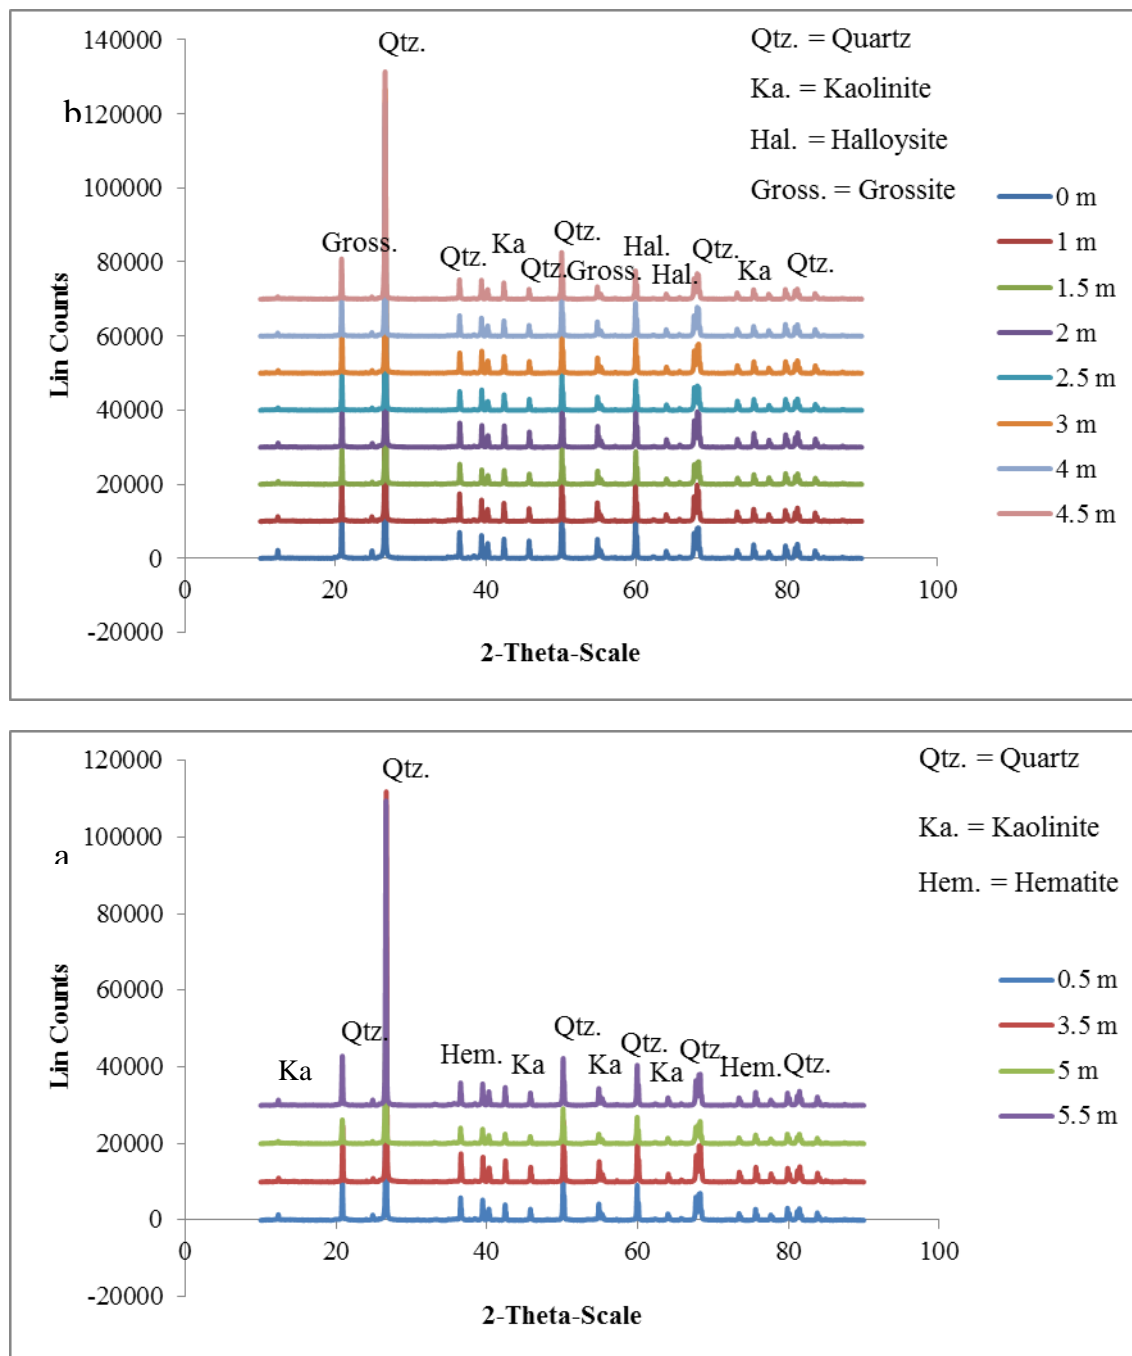 140000
120000
100000
80000
60000
40000
20000
0
-20000
b
Lin Counts
Qtz.
Gross.
Qtz.
Ka
Qtz.
Qtz.
Gross.
Hal.
Hal.
Qtz.
Ka
Qtz.
Qtz. = Quartz
Ka. = Kaolinite
Hal. = Halloysite
Gross. = Grossite
0 m
1 m
1.5 m
2 m
2.5 m
3 m
4 m
4.5 m
0 20 40 60 80 100
2-Theta-Scale
120000
100000
80000
60000
40000
20000
0
-20000
a
Lin Counts
Qtz.
Ka
Qtz.
Hem.
Ka
Qtz.
Ka
Qtz.
Ka
Qtz.
Hem.
Qtz.
Qtz. = Quartz
Ka. = Kaolinite
Hem. = Hematite
0.5 m
3.5 m
5 m
5.5 m
0 20 40 60 80 100
2-Theta-Scale